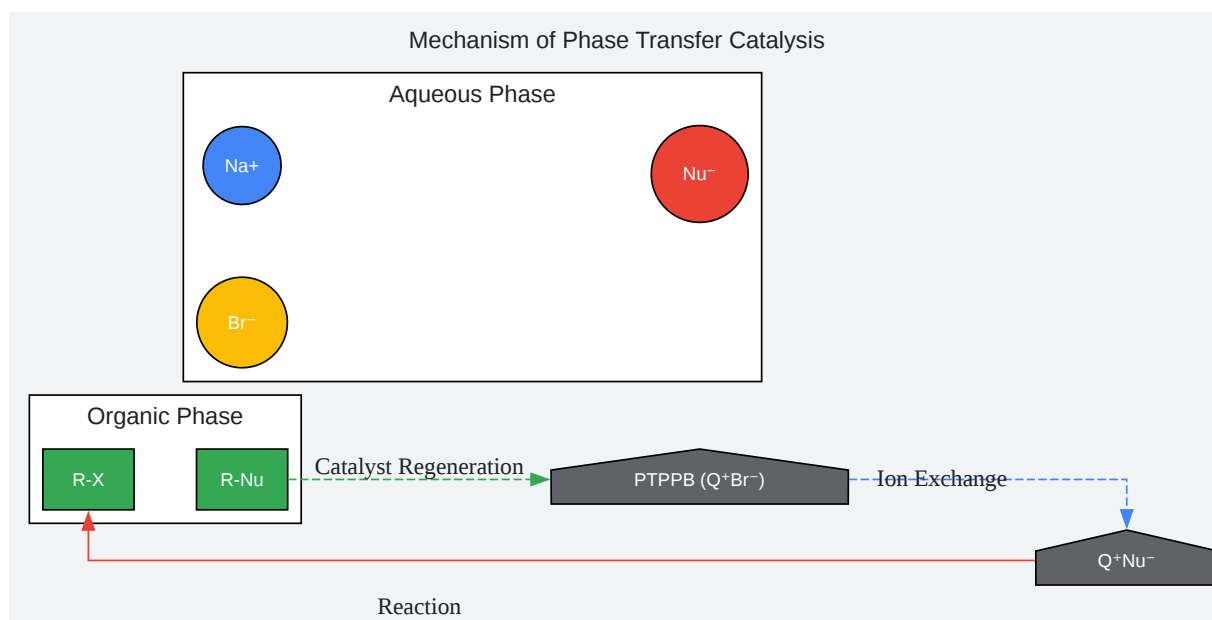 Mechanism of Phase Transfer Catalysis
Aqueous Phase
Na+
Nu⁻
Br⁻
Organic Phase
R-X
R-Nu
Catalyst Regeneration
PTPPB (Q⁺Br⁻)
Ion Exchange
Q⁺Nu⁻
Reaction